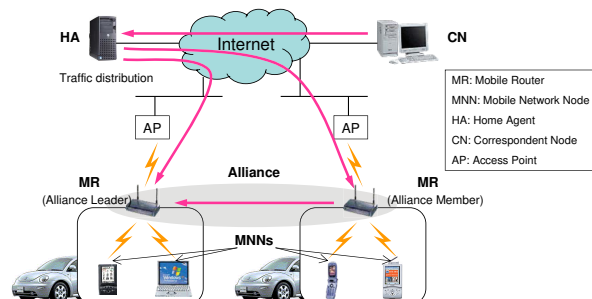 HA
Internet
CN
Traffic distribution
MR: Mobile Router
MNN: Mobile Network Node
HA: Home Agent
CN: Correspondent Node
AP: Access Point
AP
AP
Alliance
MR
(Alliance Leader)
MR
(Alliance Member)
MNNs